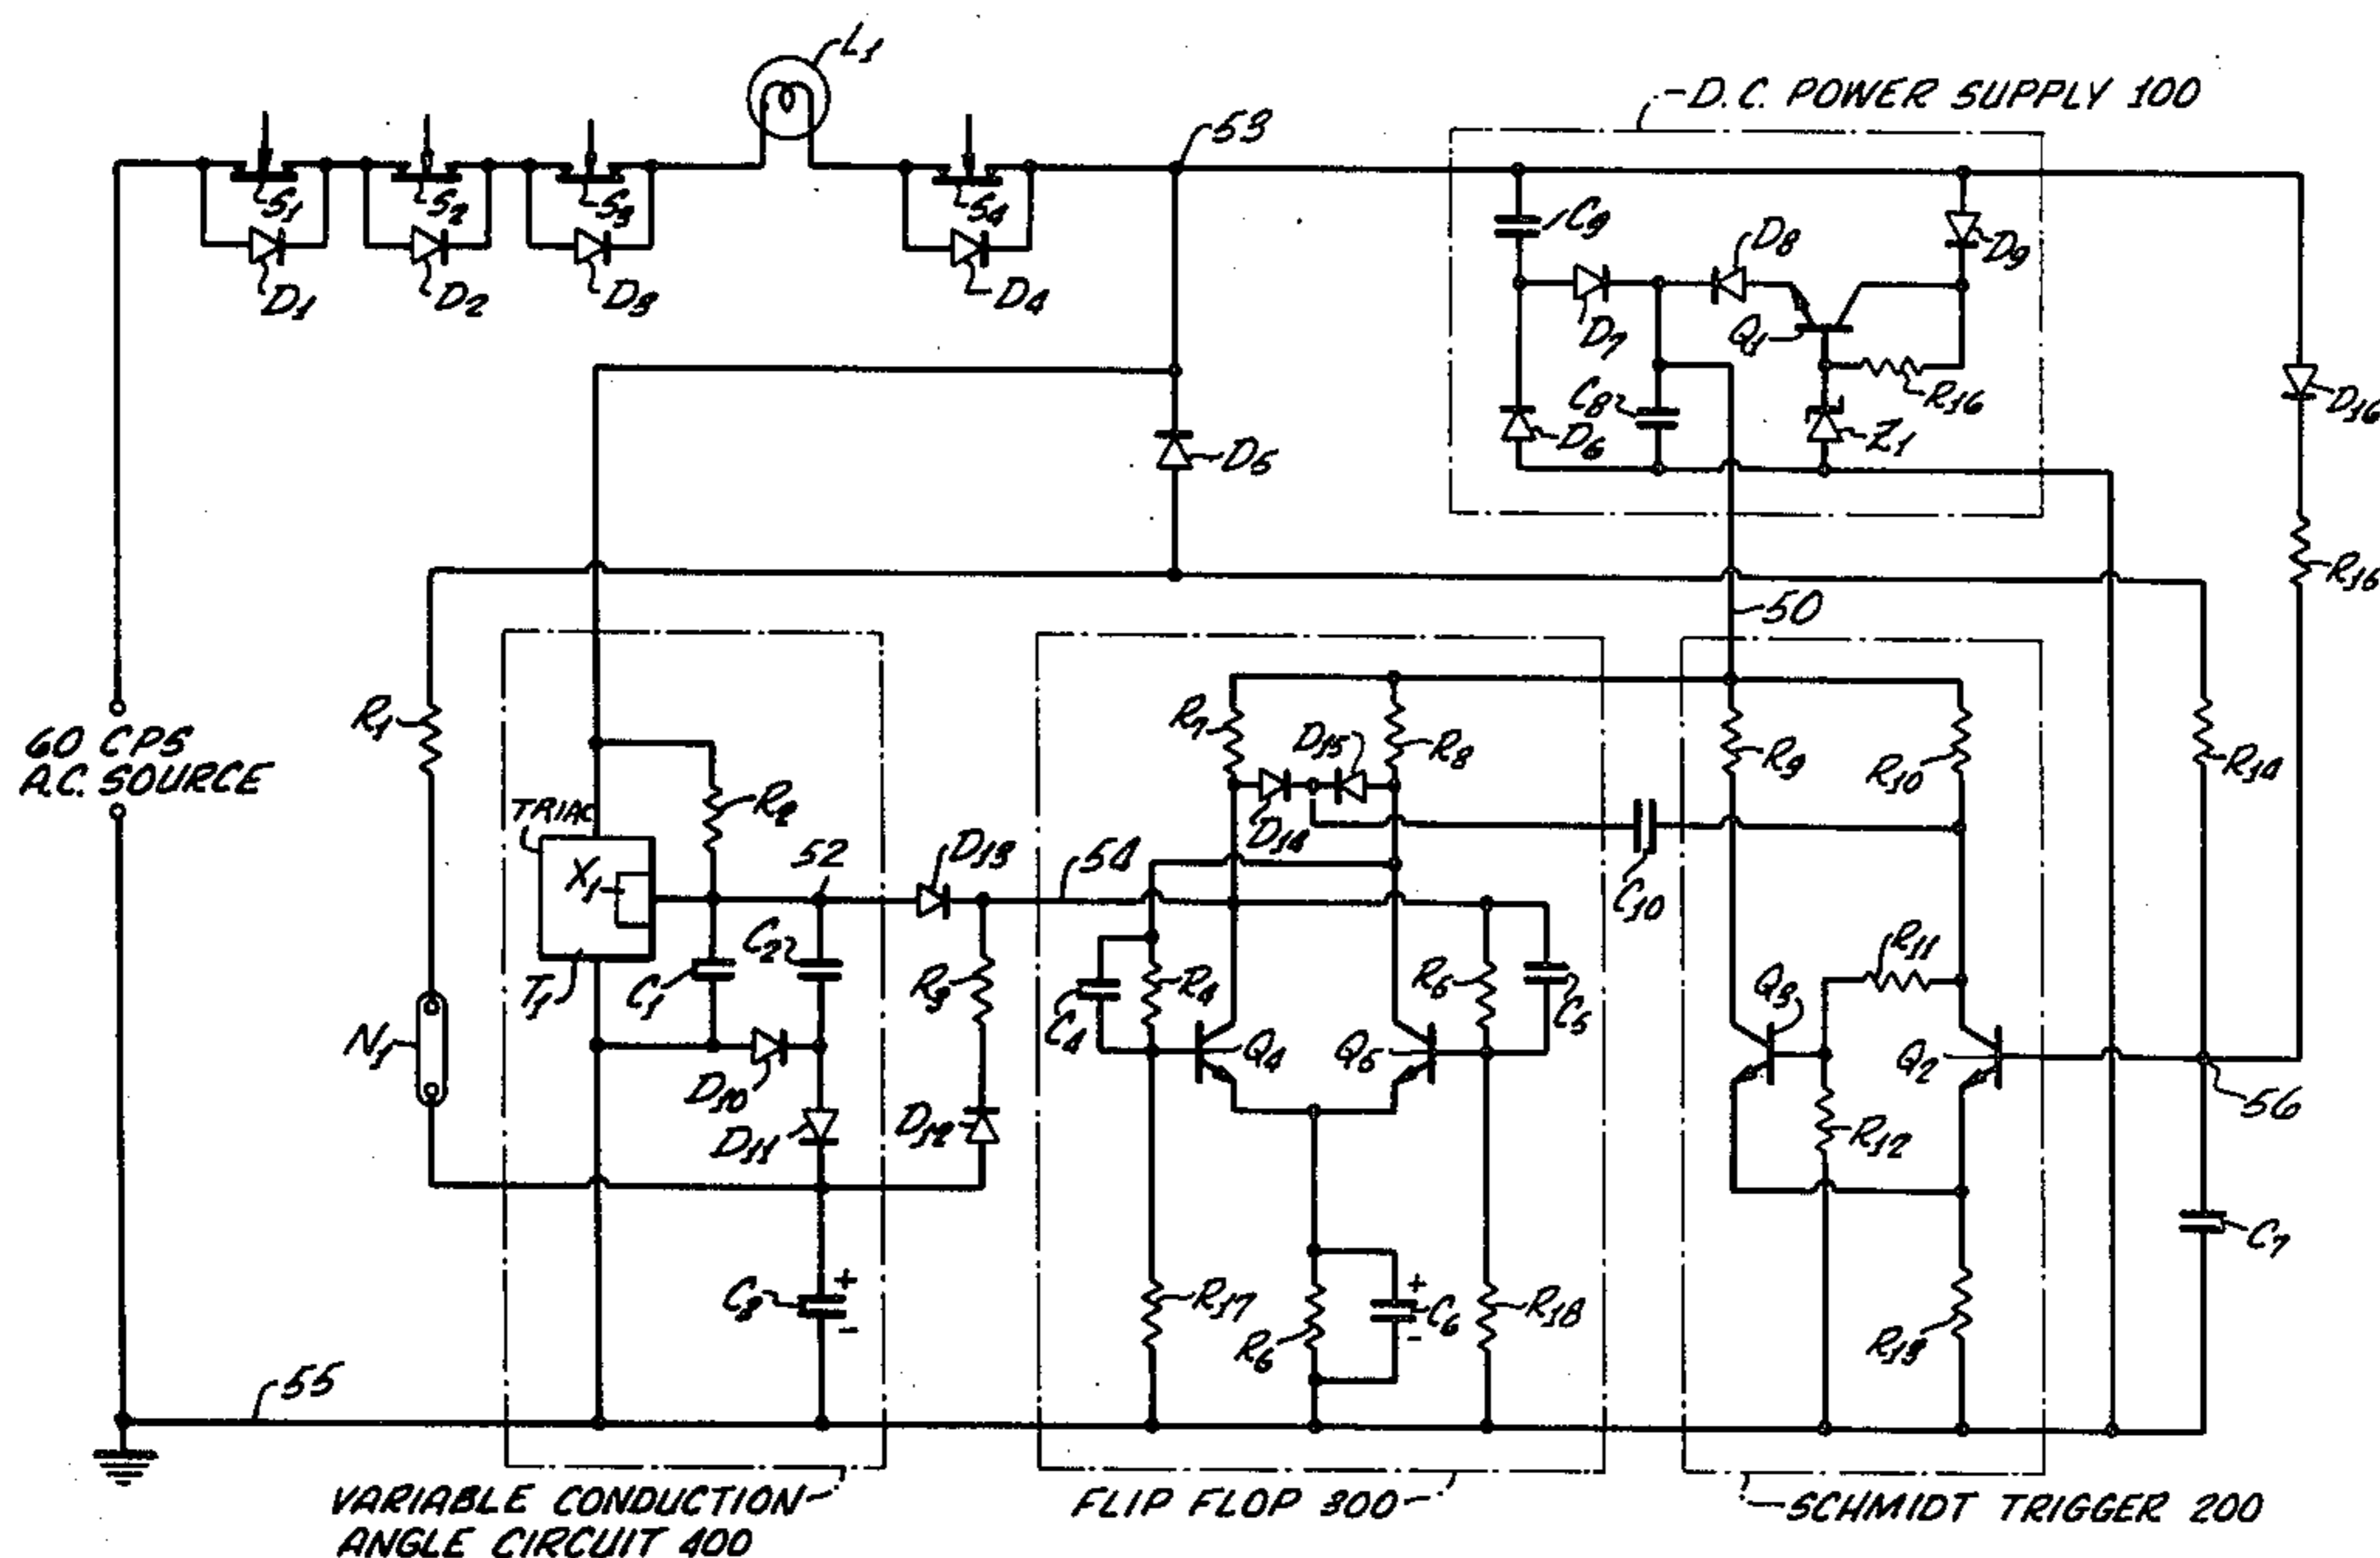 L1
53
D.C. POWER SUPPLY 100
S1
S2
S3
S4
D1
D2
D3
D4
C9
D8
D9
D7
Q1
R16
C8
D6
Z1
D16
D5
R16
50
60 CPS
A.C. SOURCE
R1
TRIAC
X1
R2
52
D13
54
R7
D15
R8
D14
R9
R10
R14
C10
T1
C1
C2
R3
C4
R4
Q4
Q5
R5
C5
R11
Q3
Q2
56
N1
D10
D11
D12
R12
C3
+
-
R17
R6
+
C6
-
R18
R13
C7
55
VARIABLE CONDUCTION
ANGLE CIRCUIT 400
FLIP FLOP 300
SCHMIDT TRIGGER 200